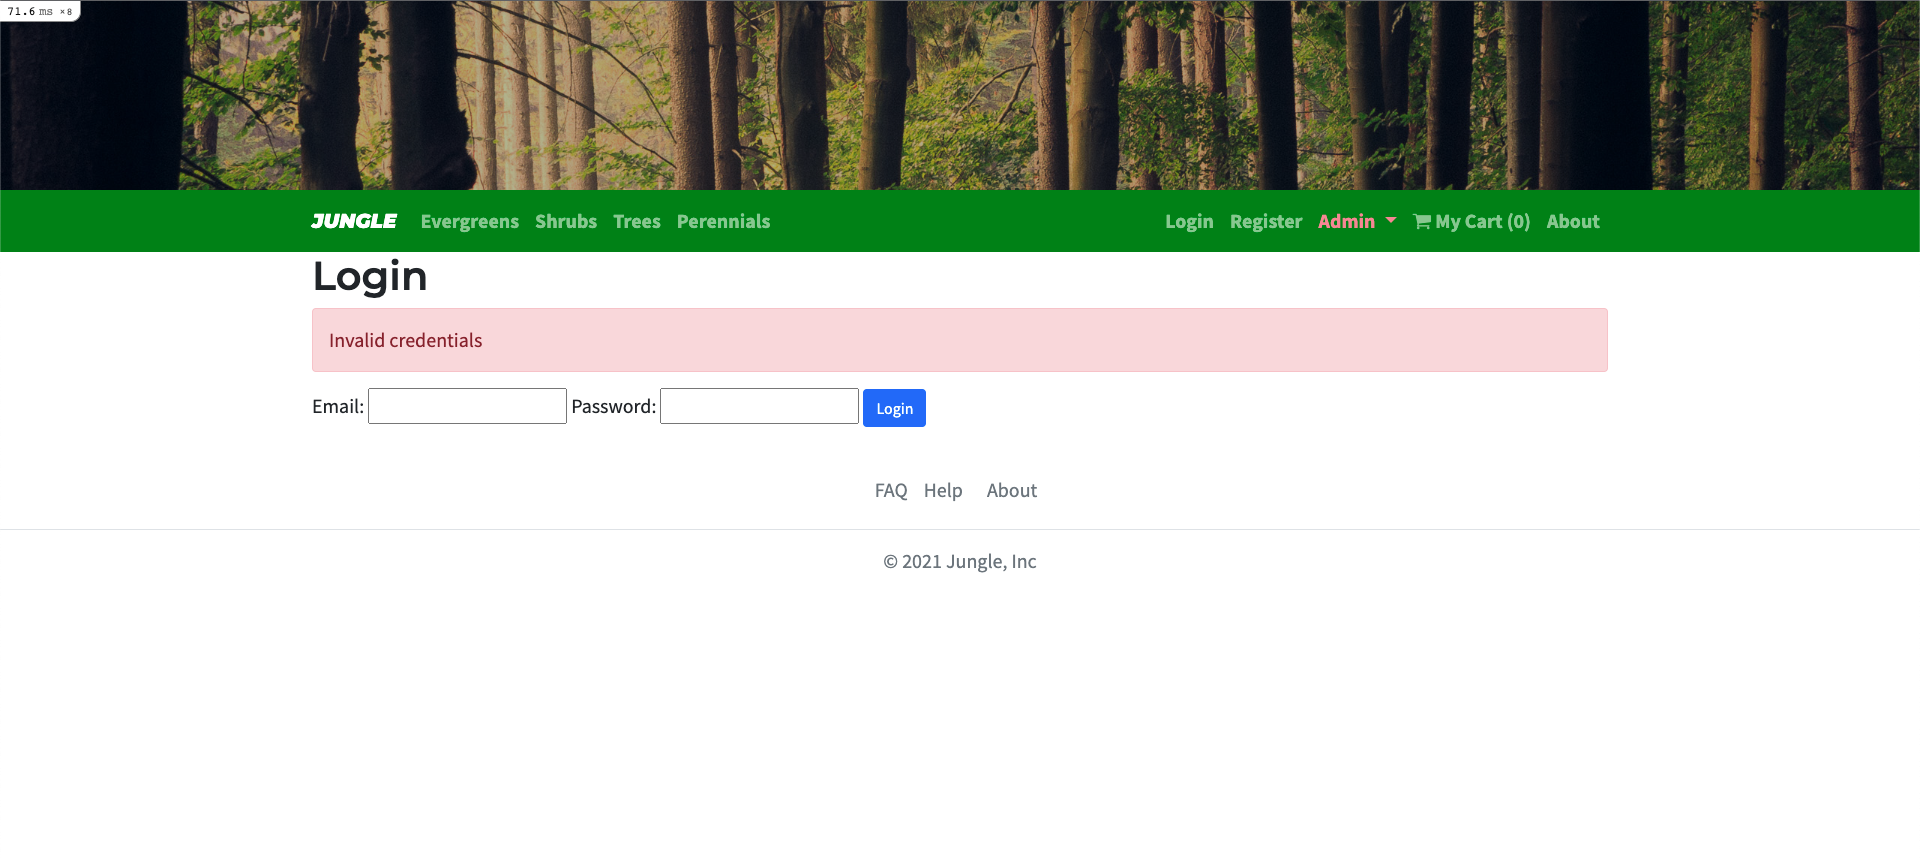 71.6 ms ×8
JUNGLE Evergreens Shrubs Trees Perennials Login Register Admin My Cart (0) About
Login
Invalid credentials
Email: Password: Login
FAQ Help About
© 2021 Jungle, Inc